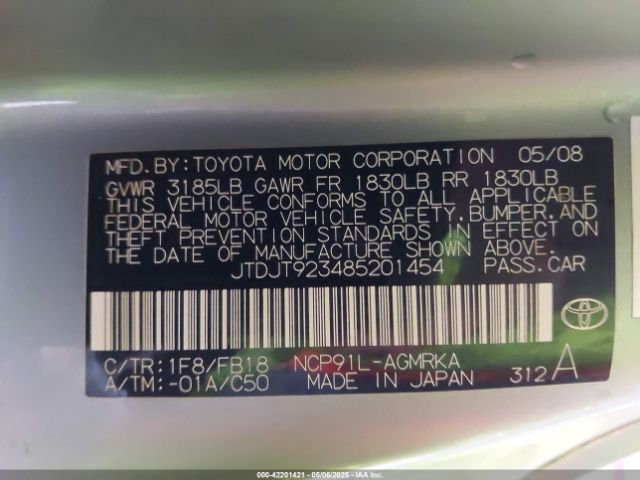 MFD.BY:TOYOTA MOTOR CORPORATION 05/08
GVWR 3185LB GAWR FR 1830LB RR 1830LB
THIS VEHICLE CONFORMS TO ALL APPLICABLE
FEDERAL MOTOR VEHICLE SAFETY.BUMPER.AND
THEFT PREVENTION STANDARDS IN EFFECT ON
THE DATE OF MANUFACTURE SHOWN ABOVE.
JTDJT923485201454 PASS.CAR
C/TR:1F8/FB18 NCP91L-AGMRKA
A/TM:-01A/C50 MADE IN JAPAN 312A
000-42201421 - 05/06/2025 - IAA Inc.